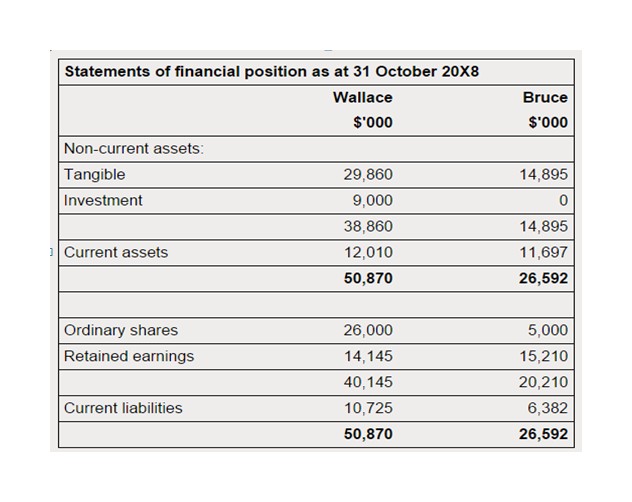 Statements of financial position as at 31 October 20X8
Wallace Bruce
$'000 $'000
Non-current assets:
Tangible 29,860 14,895
Investment 9,000 0
38,860 14,895
Current assets 12,010 11,697
50,870 26,592
Ordinary shares 26,000 5,000
Retained earnings 14,145 15,210
40,145 20,210
Current liabilities 10,725 6,382
50,870 26,592